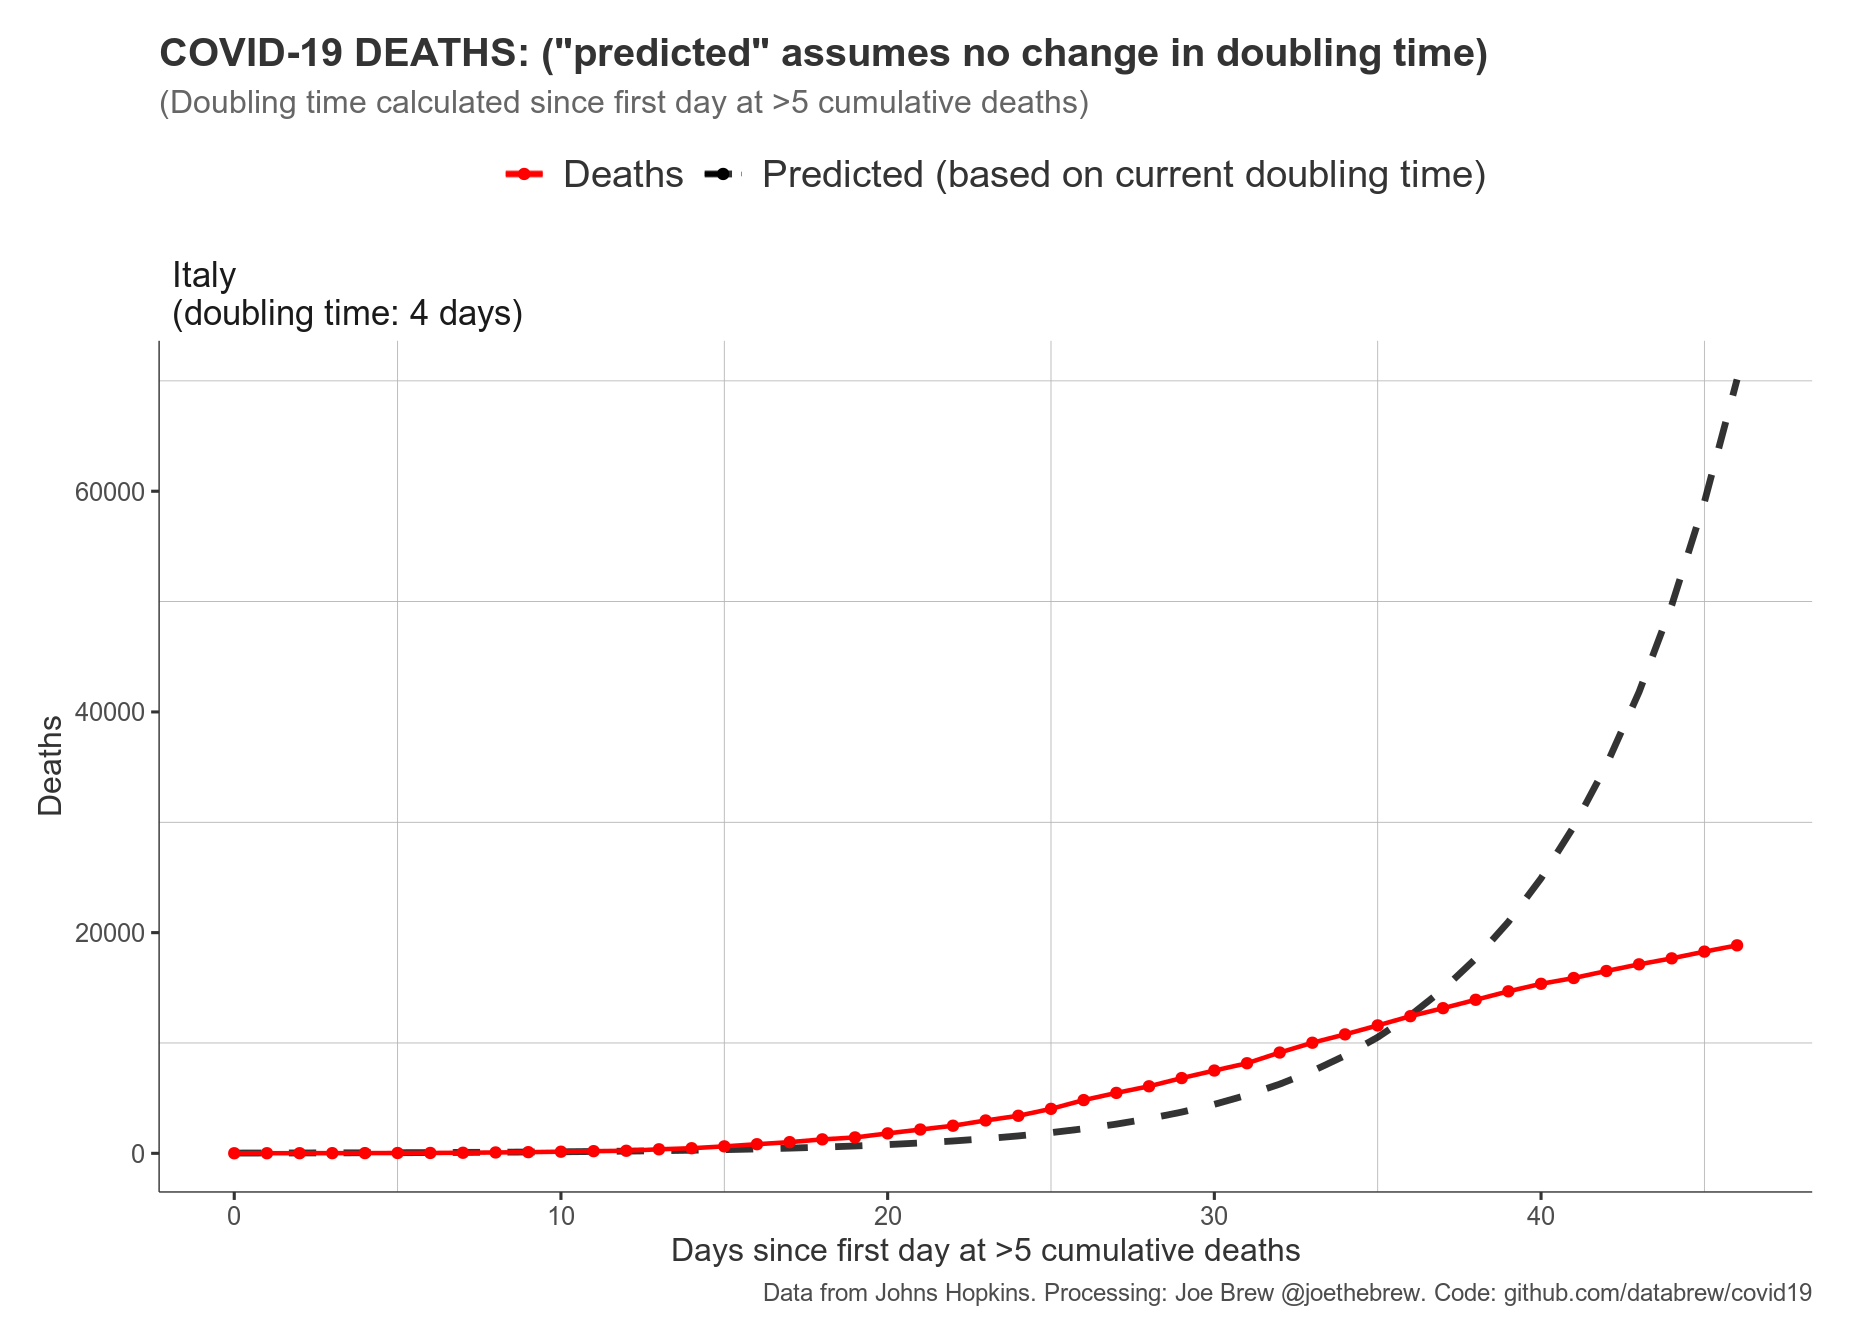 COVID-19 DEATHS: ("predicted" assumes no change in doubling time)
(Doubling time calculated since first day at >5 cumulative deaths)
Deaths Predicted (based on current doubling time)
Italy
(doubling time: 4 days)
60000
40000
20000
0
Deaths
0 10 20 30 40
Days since first day at >5 cumulative deaths
Data from Johns Hopkins. Processing: Joe Brew @joethebrew. Code: github.com/databrew/covid19